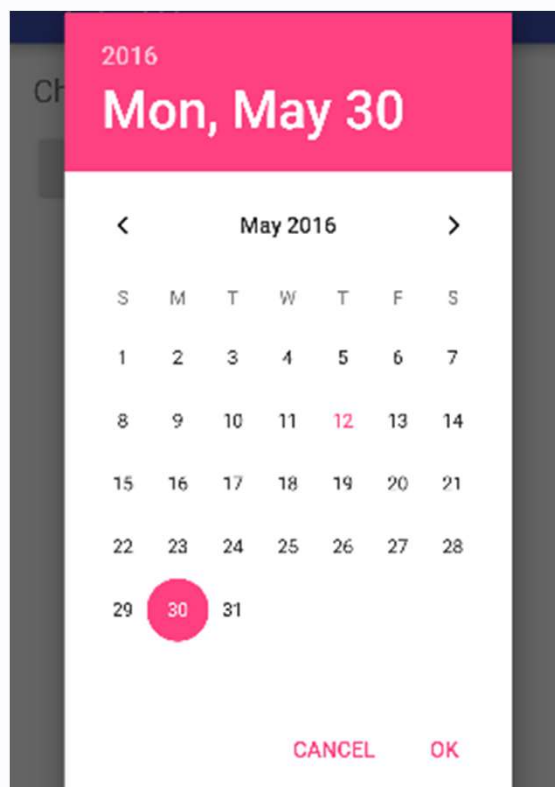 2016
Mon, May 30
Ch
May 2016
S M T W T F S
1 2 3 4 5 6 7
8 9 10 11 12 13 14
15 16 17 18 19 20 21
22 23 24 25 26 27 28
29 30 31
CANCEL OK